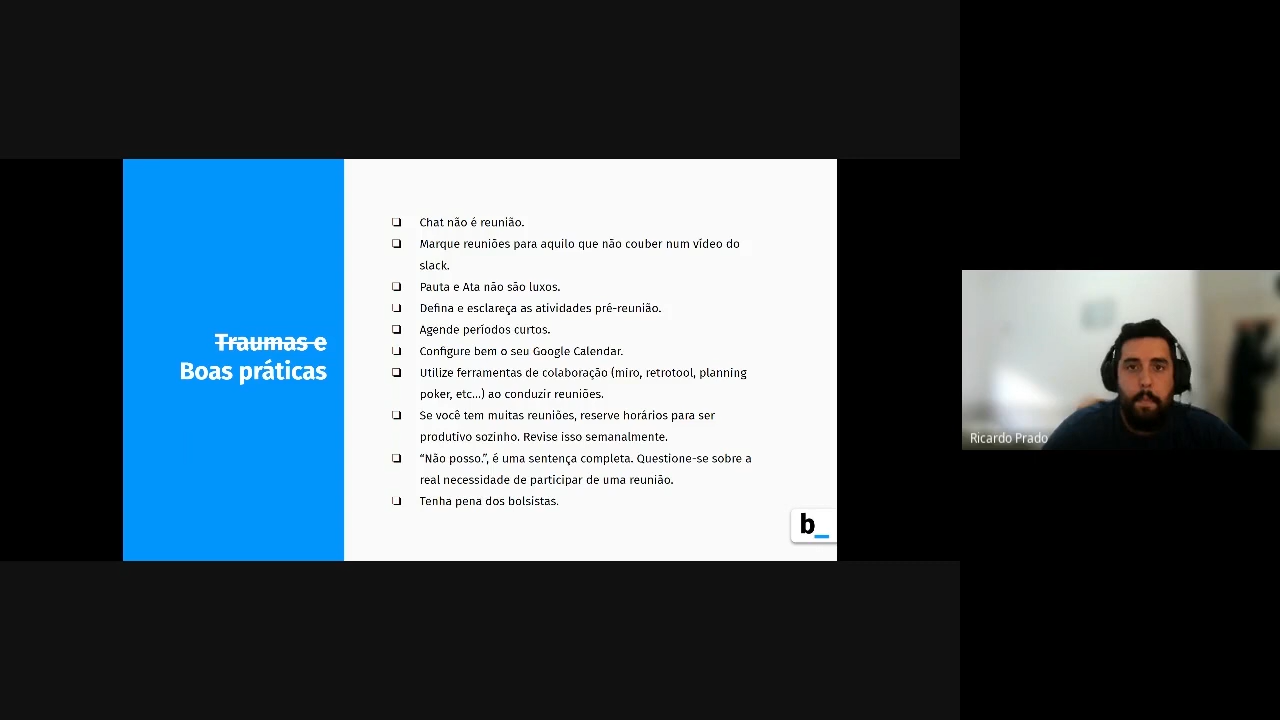 Traumas e
Boas práticas
Chat não é reunião.
Marque reuniões para aquilo que não couber num vídeo do
slack.
Pauta e Ata não são luxos.
Defina e esclareça as atividades pré-reunião.
Agende períodos curtos.
Configure bem o seu Google Calendar.
Utilize ferramentas de colaboração (miro, retrotool, planning
poker, etc...) ao conduzir reuniões.
Se você tem muitas reuniões, reserve horários para ser
produtivo sozinho. Revise isso semanalmente.
“Não posso.”, é uma sentença completa. Questione-se sobre a
real necessidade de participar de uma reunião.
Tenha pena dos bolsistas.
b_
Ricardo Prado